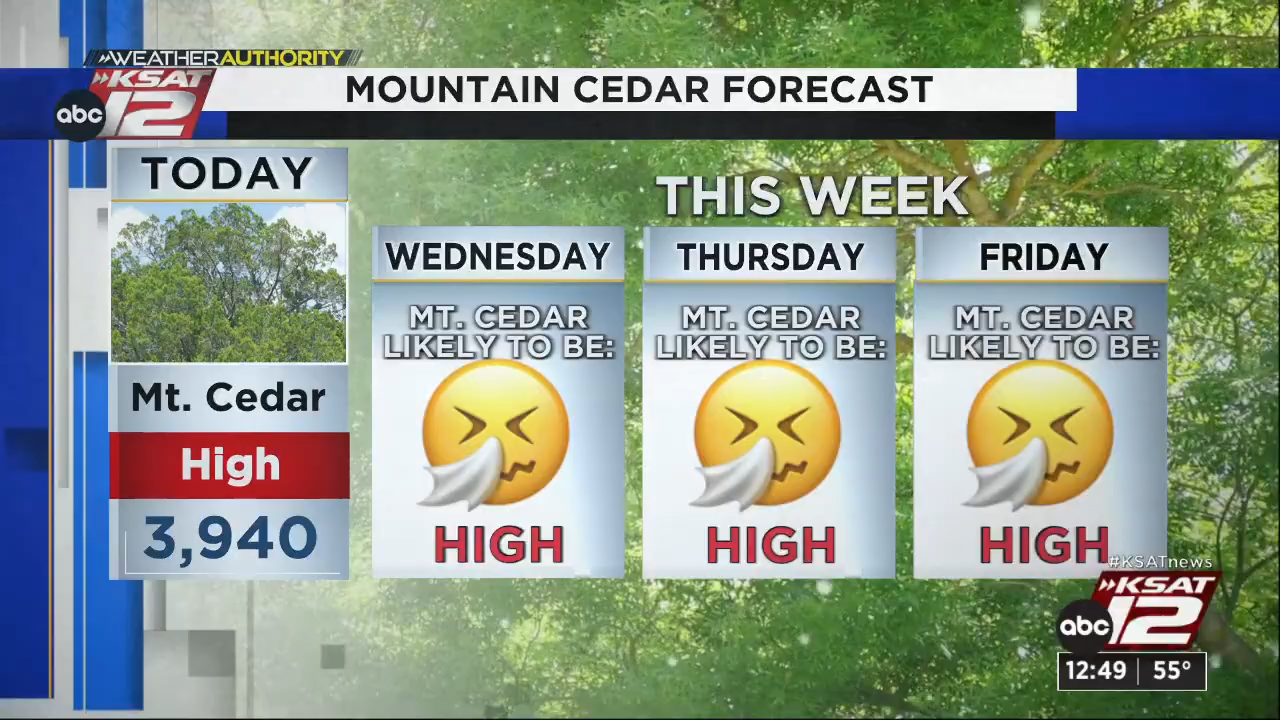 WEATHERAUTHORITY
KSAT
abc 12
MOUNTAIN CEDAR FORECAST
TODAY
Mt. Cedar
High
3,940
THIS WEEK
WEDNESDAY
MT. CEDAR
LIKELY TO BE:
HIGH
THURSDAY
MT. CEDAR
LIKELY TO BE:
HIGH
FRIDAY
MT. CEDAR
LIKELY TO BE:
HIGH
#KSATnews
KSAT
abc 12
12:49 55°